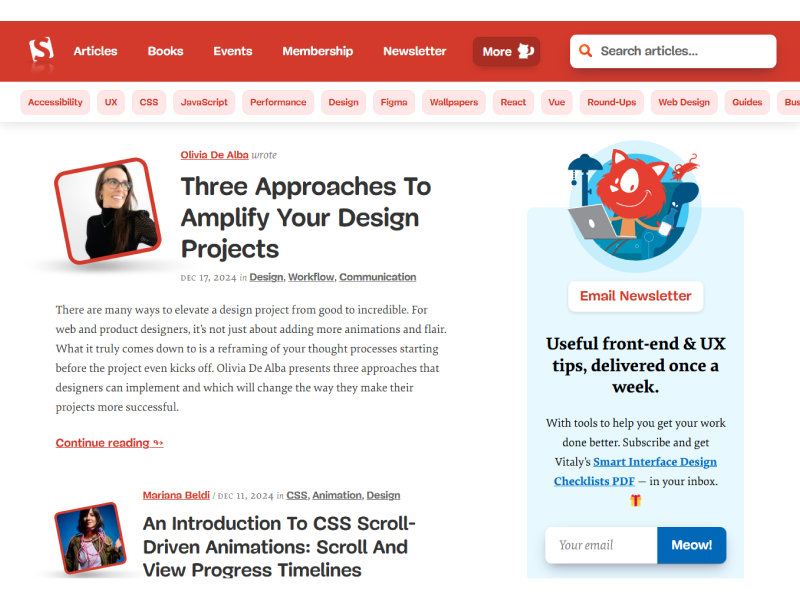 Articles Books Events Membership Newsletter More Search articles...
Accessibility UX CSS JavaScript Performance Design Figma Wallpapers React Vue Round-Ups Web Design Guides Bus
Olivia De Alba wrote
Three Approaches To
Amplify Your Design
Projects
DEC 17, 2024 in Design, Workflow, Communication
There are many ways to elevate a design project from good to incredible. For
web and product designers, it's not just about adding more animations and flair.
What it truly comes down to is a reframing of your thought processes starting
before the project even kicks off. Olivia De Alba presents three approaches that
designers can implement and which will change the way they make their
projects more successful.
Continue reading ↬
Mariana Beldi / DEC 11, 2024 in CSS, Animation, Design
An Introduction To CSS Scroll-
Driven Animations: Scroll And
View Progress Timelines
Email Newsletter
Useful front-end & UX
tips, delivered once a
week.
With tools to help you get your work
done better. Subscribe and get
Vitaly's Smart Interface Design
Checklists PDF — in your inbox.
Your email Meow!